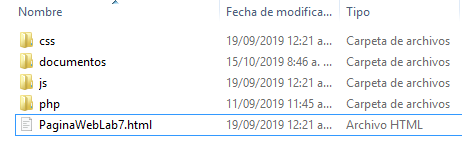 Nombre Fecha de modifica... Tipo
css 19/09/2019 12:21 a... Carpeta de archivos
documentos 15/10/2019 8:46 a. ... Carpeta de archivos
js 19/09/2019 12:21 a... Carpeta de archivos
php 11/09/2019 11:45 a... Carpeta de archivos
PaginaWebLab7.html 19/09/2019 12:21 a... Archivo HTML